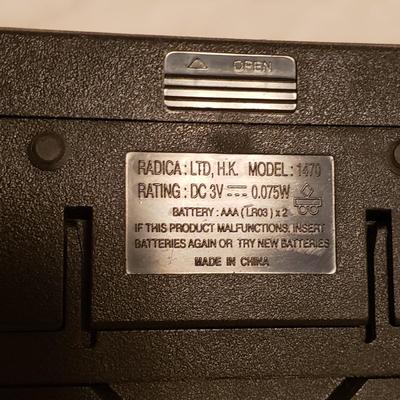 OPEN
RADICA: LTD, H.K. MODEL: 1470
RATING: DC 3V ⎓ 0.075W
BATTERY: AAA (LR03) x 2
IF THIS PRODUCT MALFUNCTIONS, INSERT
BATTERIES AGAIN OR TRY NEW BATTERIES
MADE IN CHINA